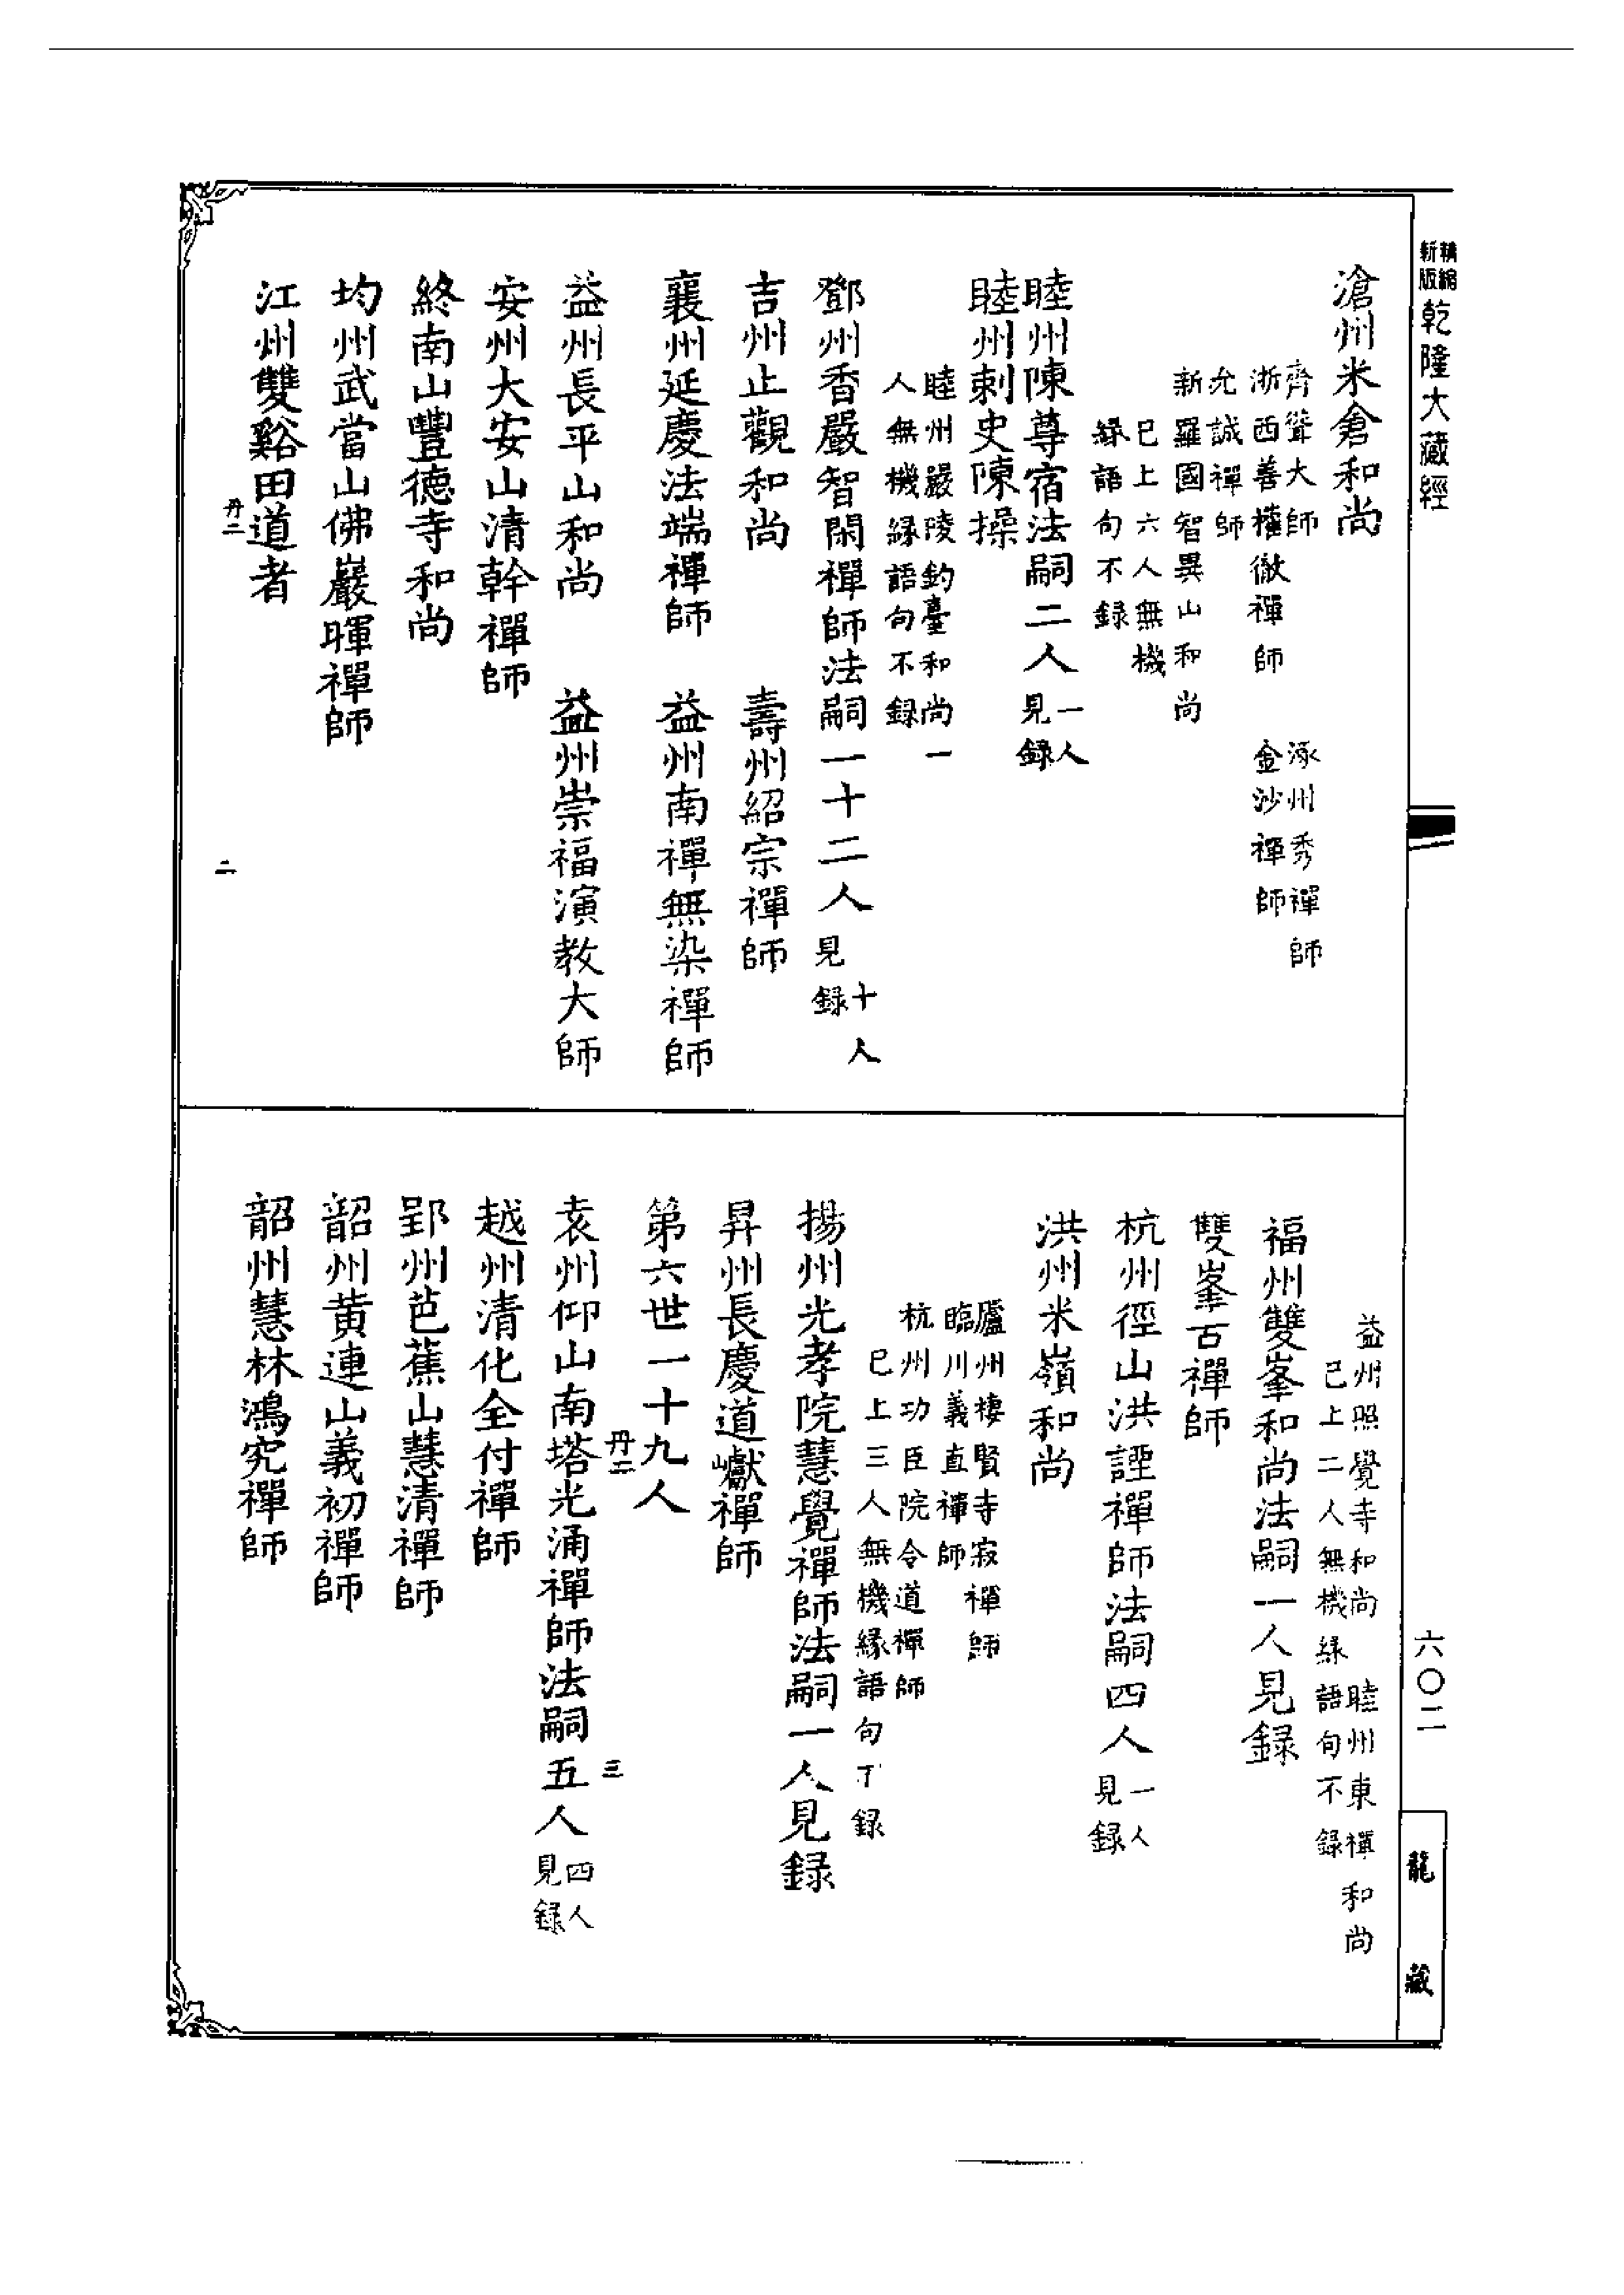 新版 精縮 乾隆大藏經
滄州米倉和尚
齊聳大師 涿州秀禪師
浙西善權徹禪師 金沙禪師
允誠禪師
新羅國智異山和尚
已上六人無機
緣語句不錄
睦州陳尊宿法嗣二人 一人見錄
睦州刺史陳操
睦州嚴陵釣臺和尚一
人無機緣語句不錄
鄧州香嚴智閑禪師法嗣一十二人 十人見錄
吉州止觀和尚 壽州紹宗禪師
襄州延慶法端禪師 益州南禪無染禪師
益州長平山和尚 益州崇福演教大師
安州大安山清幹禪師
終南山豐德寺和尚
均州武當山佛巖暉禪師
江州雙谿田道者
丹二 二
益州照覺寺和尚 睦州東禪和尚
已上二人無機緣語句不錄
福州雙峯和尚法嗣一人見錄
雙峯古禪師
杭州徑山洪諲禪師法嗣四人 一人見錄
洪州米嶺和尚
廬州棲賢寺寂禪師
臨川義直禪師
杭州功臣院令道禪師
已上三人無機緣語句不錄
揚州光孝院慧覺禪師法嗣一人見錄
昇州長慶道巘禪師
第六世一十九人
丹二 三
袁州仰山南塔光涌禪師法嗣五人 四人見錄
越州清化全付禪師
郢州芭蕉山慧清禪師
韶州黄連山義初禪師
韶州慧林鴻究禪師
六〇二
龍藏